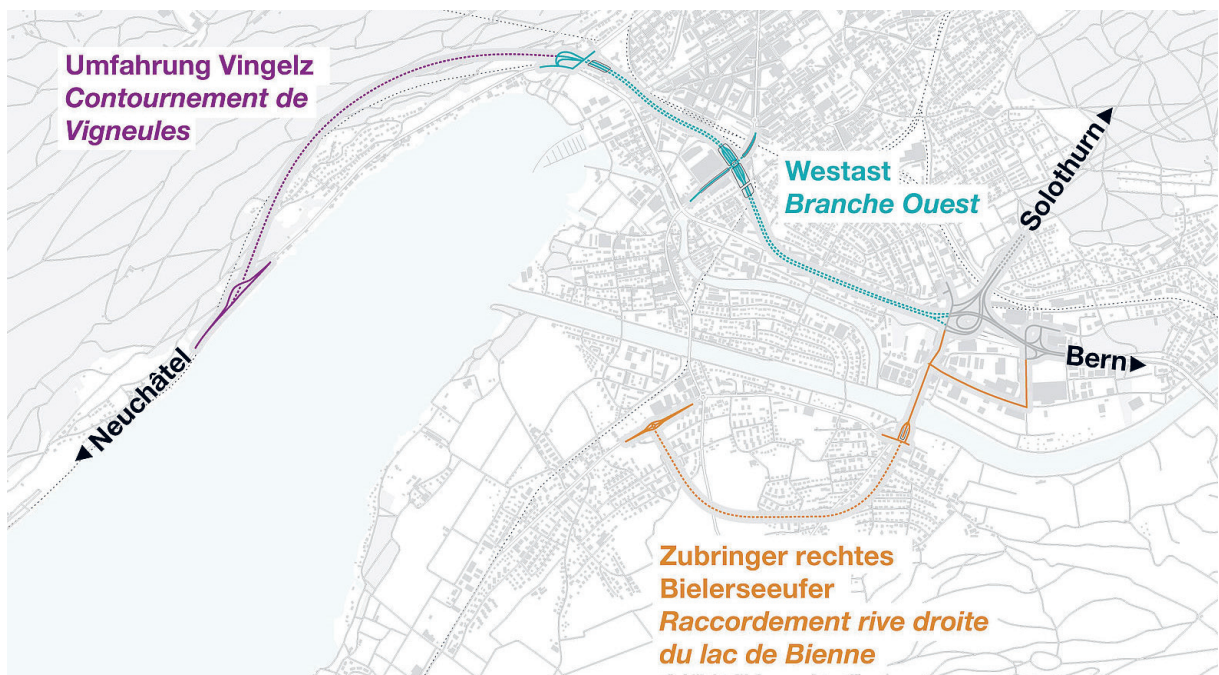 Umfahrung Vingelz
Contournement de
Vigneules
Westast
Branche Ouest
Solothurn
Bern
Neuchâtel
Zubringer rechtes
Bielerseeufer
Raccordement rive droite
du lac de Bienne